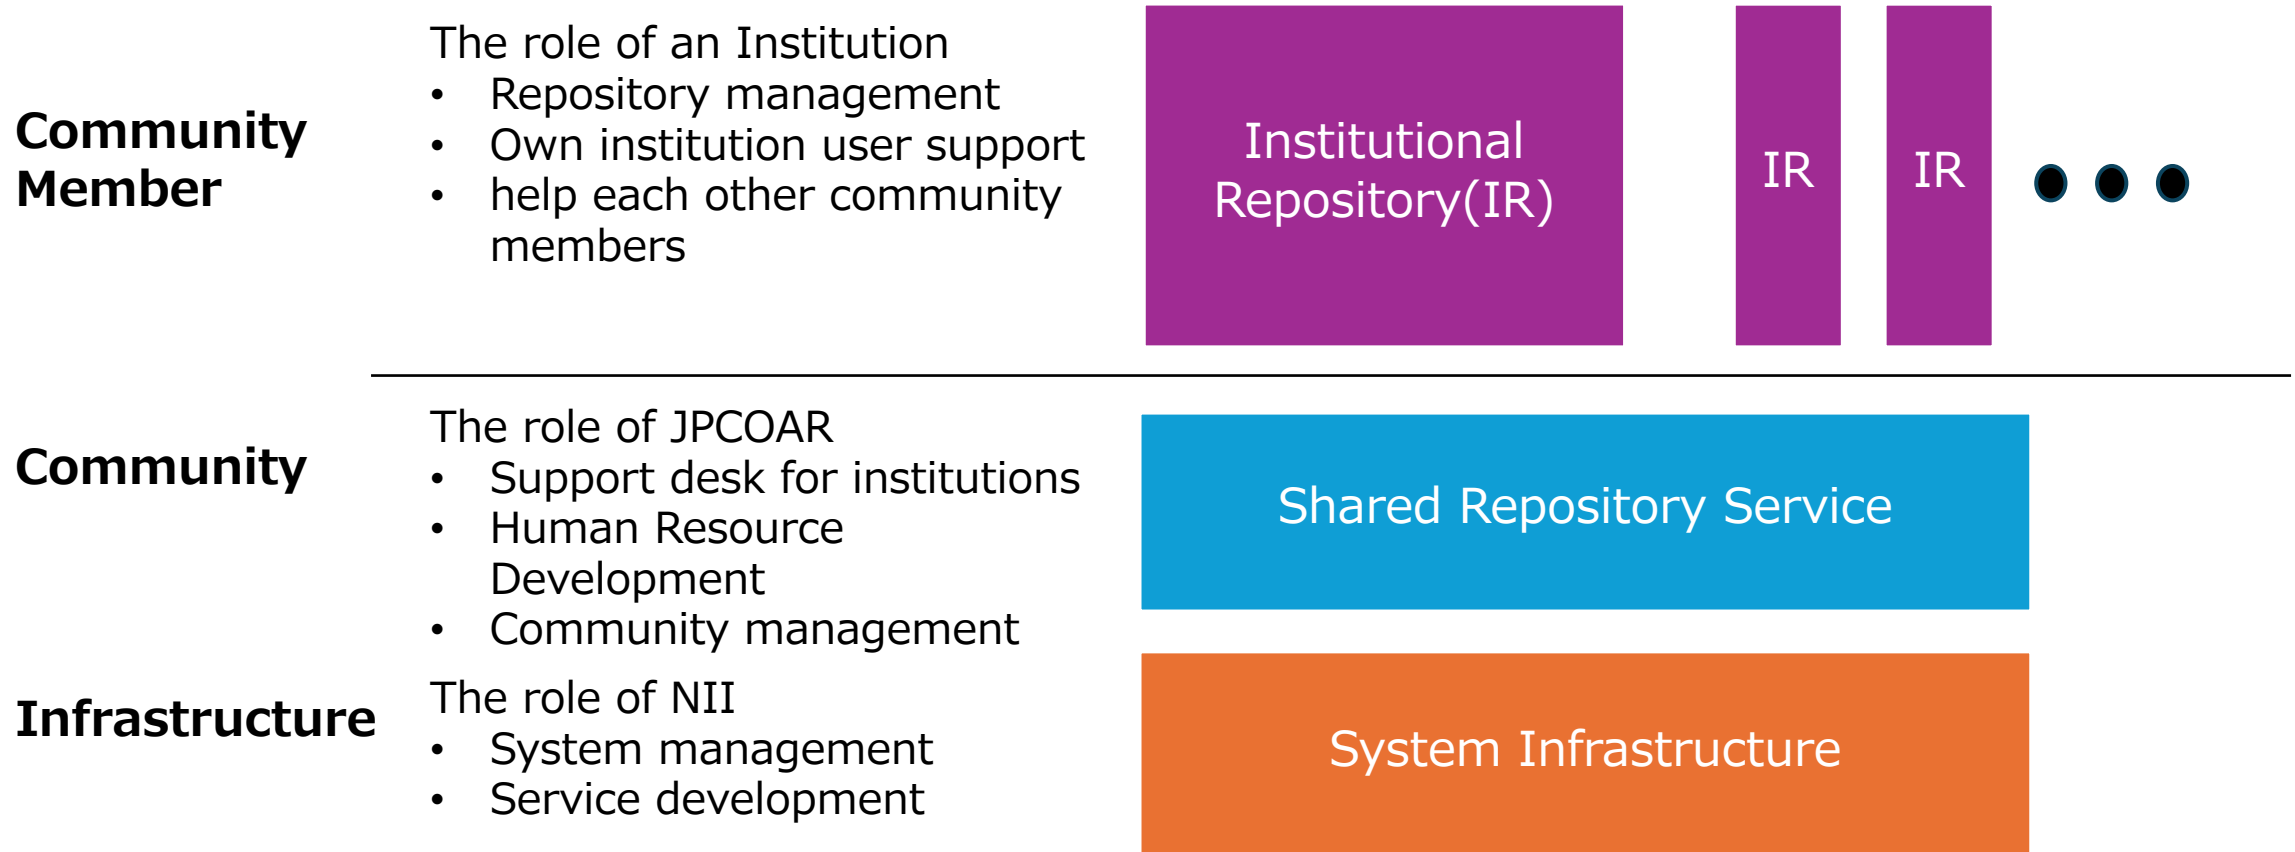 Community
Member
The role of an Institution
• Repository management
• Own institution user support
• help each other community
members
Institutional
Repository(IR)
IR
IR
Community
The role of JPCOAR
• Support desk for institutions
• Human Resource
Development
• Community management
Shared Repository Service
Infrastructure
The role of NII
• System management
• Service development
System Infrastructure